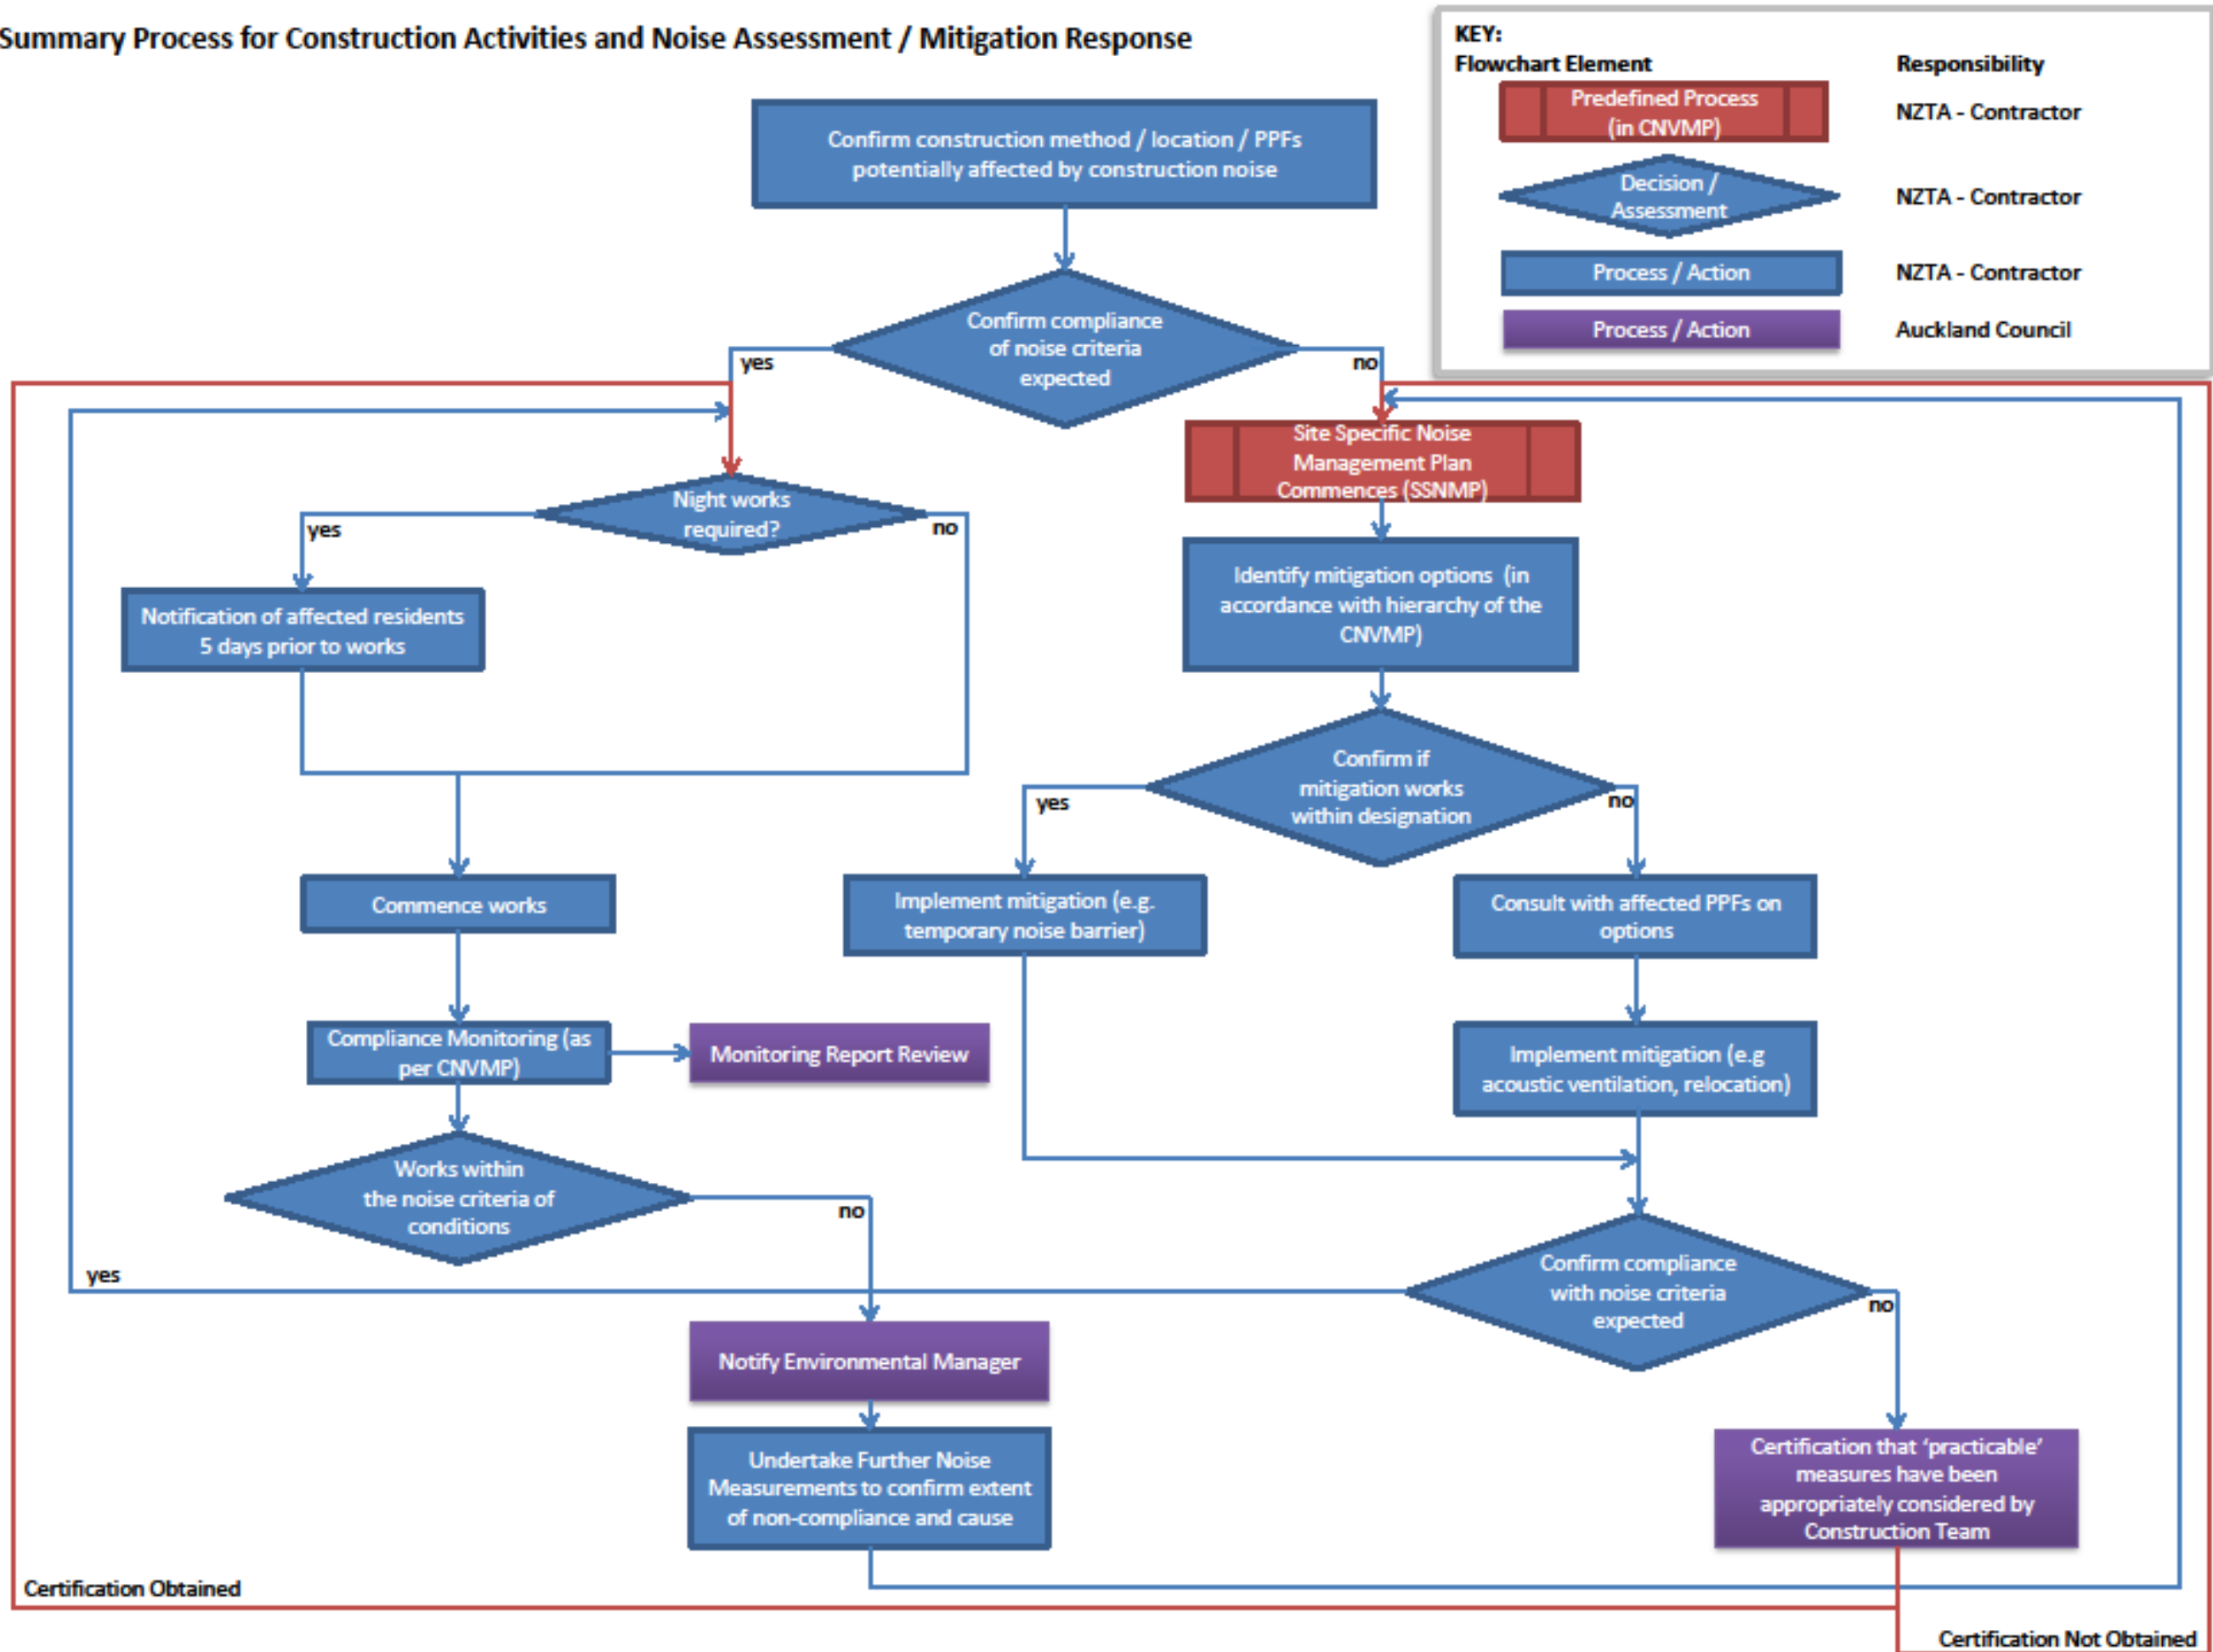 Summary Process for Construction Activities and Noise Assessment / Mitigation Response
KEY:
Flowchart Element
Responsibility
Predefined Process
(in CNVMP)
NZTA - Contractor
Decision /
Assessment
NZTA - Contractor
Process / Action
NZTA - Contractor
Process / Action
Auckland Council
Confirm construction method / location / PPFs
potentially affected by construction noise
Confirm compliance
of noise criteria
expected
yes
no
Site Specific Noise
Management Plan
Commences (SSNMP)
Night works
required?
yes
no
Identify mitigation options (in
accordance with hierarchy of the
CNVMP)
Notification of affected residents
5 days prior to works
Confirm if
mitigation works
within designation
yes
no
Commence works
Implement mitigation (e.g.
temporary noise barrier)
Consult with affected PPFs on
options
Compliance Monitoring (as
per CNVMP)
Monitoring Report Review
Implement mitigation (e.g
acoustic ventilation, relocation)
Works within
the noise criteria of
conditions
no
yes
Confirm compliance
with noise criteria
expected
no
Notify Environmental Manager
Undertake Further Noise
Measurements to confirm extent
of non-compliance and cause
Certification that ‘practicable’
measures have been
appropriately considered by
Construction Team
Certification Obtained
Certification Not Obtained